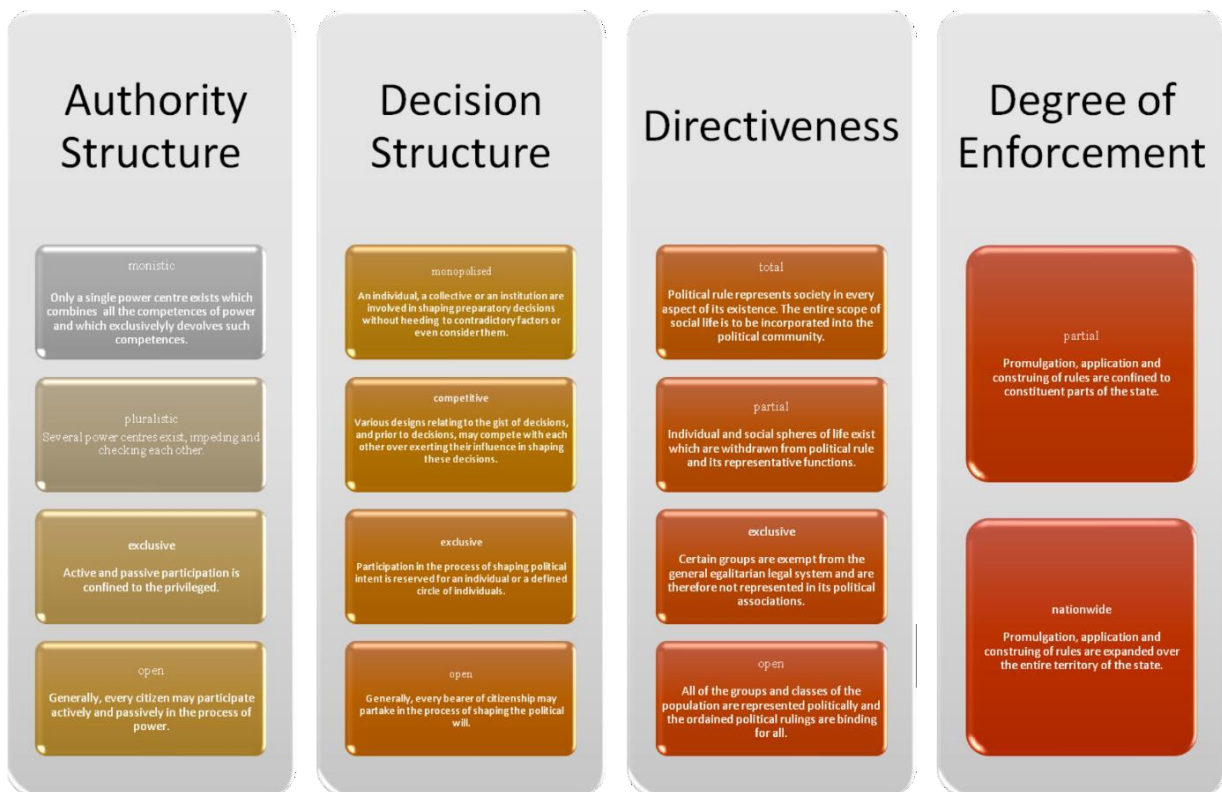 Authority
Structure
monistic
Only a single power centre exists which
combines all the competences of power
and which exclusivelyly devolves such
competences.
pluralistic
Several power centres exist, impeding and
checking each other.
exclusive
Active and passive participation is
confined to the privileged.
open
Generally, every citizen may participate
actively and passively in the process of
power.
Decision
Structure
monopolised
An individual, a collective or an institution are
involved in shaping preparatory decisions
without heeding to contradictory factors or
even consider them.
competitive
Various designs relating to the gist of decisions,
and prior to decisions, may compete with each
other over exerting their influence in shaping
these decisions.
exclusive
Participation in the process of shaping political
intent is reserved for an individual or a defined
circle of individuals.
open
Generally, every bearer of citizenship may
partake in the process of shaping the political
will.
Directiveness
total
Political rule represents society in every
aspect of its existence. The entire scope of
social life is to be incorporated into the
political community.
partial
Individual and social spheres of life exist
which are withdrawn from political rule
and its representative functions.
exclusive
Certain groups are exempt from the
general egalitarian legal system and are
therefore not represented in its political
associations.
open
All of the groups and classes of the
population are represented politically and
the ordained political rulings are binding
for all.
Degree of
Enforcement
partial
Promulgation, application and
construing of rules are confined to
constituent parts of the state.
nationwide
Promulgation, application and
construing of rules are expanded over
the entire territory of the state.